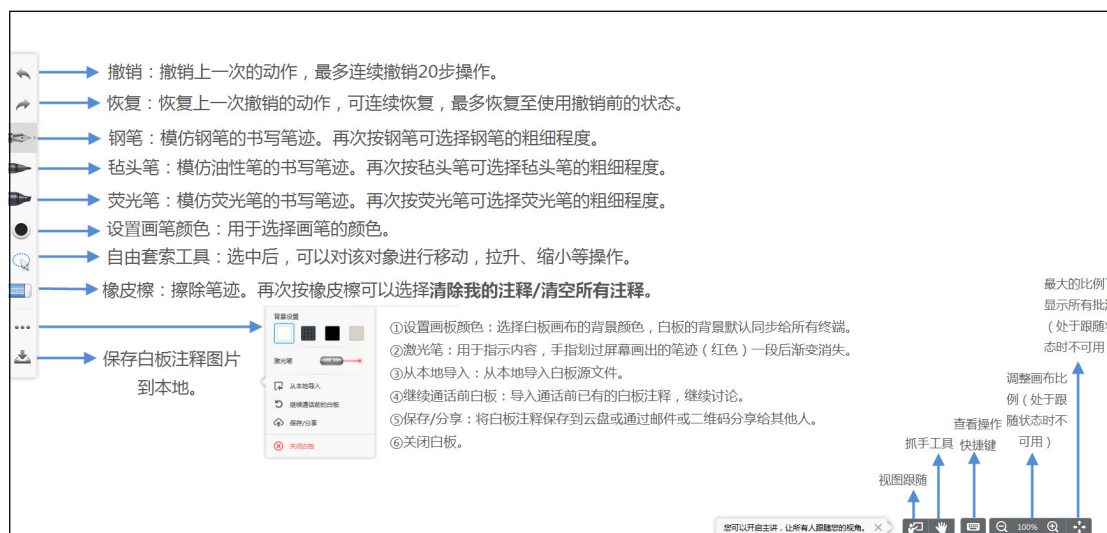 撤销：撤销上一次的动作，最多连续撤销20步操作。
恢复：恢复上一次撤销的动作，可连续恢复，最多恢复至使用撤销前的状态。
钢笔：模仿钢笔的书写笔迹。再次按钢笔可选择钢笔的粗细程度。
毡头笔：模仿油性笔的书写笔迹。再次按毡头笔可选择毡头笔的粗细程度。
荧光笔：模仿荧光笔的书写笔迹。再次按荧光笔可选择荧光笔的粗细程度。
设置画笔颜色：用于选择画笔的颜色。
自由套索工具：选中后，可以对该对象进行移动，拉升、缩小等操作。
橡皮檫：擦除笔迹。再次按橡皮檫可以选择清除我的注释/清空所有注释。
保存白板注释图片
到本地。
背景设置
激光笔
从本地导入
继续通话前的白板
保存/分享
关闭白板
①设置画板颜色：选择白板画布的背景颜色，白板的背景默认同步给所有终端。
②激光笔：用于指示内容，手指划过屏幕画出的笔迹（红色）一段后渐变消失。
③从本地导入：从本地导入白板源文件。
④继续通话前白板：导入通话前已有的白板注释，继续讨论。
⑤保存/分享：将白板注释保存到云盘或通过邮件或二维码分享给其他人。
⑥关闭白板。
最大的比例
显示所有批
（处于跟随
态时不可用
调整画布比
例（处于跟
随状态时不
可用）
查看操作
快捷键
抓手工具
视图跟随
您可以开启主讲，让所有人跟随您的视角。
100%